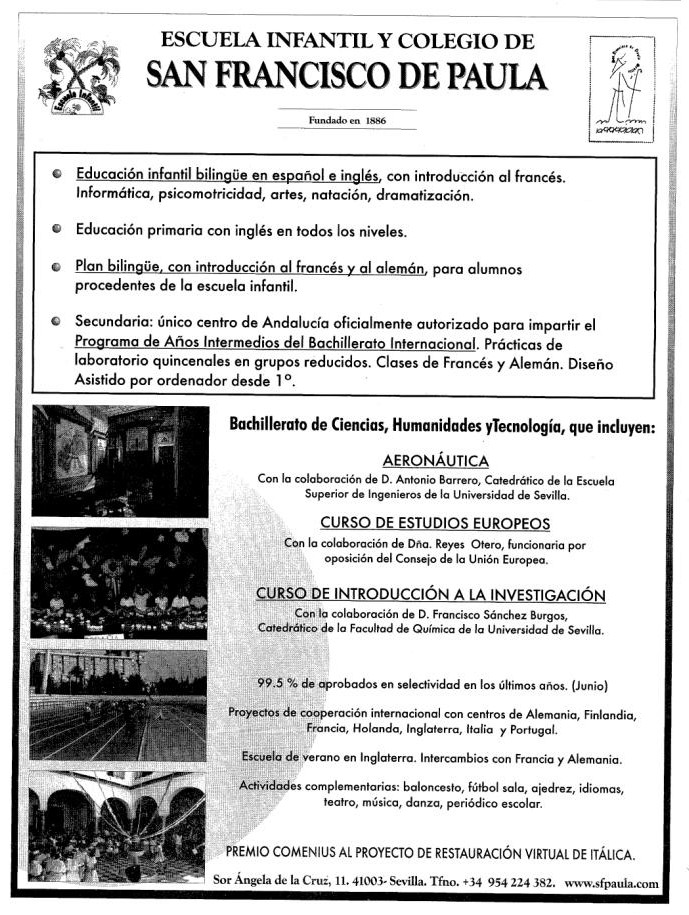 ESCUELA INFANTIL Y COLEGIO DE
SAN FRANCISCO DE PAULA
Escuela Infantil
Fundado en 1886
Educación infantil bilingüe en español e inglés, con introducción al francés.
Informática, psicomotricidad, artes, natación, dramatización.
Educación primaria con inglés en todos los niveles.
Plan bilingüe, con introducción al francés y al alemán, para alumnos
procedentes de la escuela infantil.
Secundaria: único centro de Andalucía oficialmente autorizado para impartir el
Programa de Años Intermedios del Bachillerato Internacional. Prácticas de
laboratorio quincenales en grupos reducidos. Clases de Francés y Alemán. Diseño
Asistido por ordenador desde 1º.
Bachillerato de Ciencias, Humanidades yTecnología, que incluyen:
AERONÁUTICA
Con la colaboración de D. Antonio Barrero, Catedrático de la Escuela
Superior de Ingenieros de la Universidad de Sevilla.
CURSO DE ESTUDIOS EUROPEOS
Con la colaboración de Dña. Reyes Otero, funcionaria por
oposición del Consejo de la Unión Europea.
CURSO DE INTRODUCCIÓN A LA INVESTIGACIÓN
Con la colaboración de D. Francisco Sánchez Burgos,
Catedrático de la Facultad de Química de la Universidad de Sevilla.
99.5 % de aprobados en selectividad en los últimos años. (Junio)
Proyectos de cooperación internacional con centros de Alemania, Finlandia,
Francia, Holanda, Inglaterra, Italia y Portugal.
Escuela de verano en Inglaterra. Intercambios con Francia y Alemania.
Actividades complementarias: baloncesto, fútbol sala, ajedrez, idiomas,
teatro, música, danza, periódico escolar.
PREMIO COMENIUS AL PROYECTO DE RESTAURACIÓN VIRTUAL DE ITÁLICA.
Sor Ángela de la Cruz, 11. 41003- Sevilla. Tfno. +34 954 224 382. www.sfpaula.com